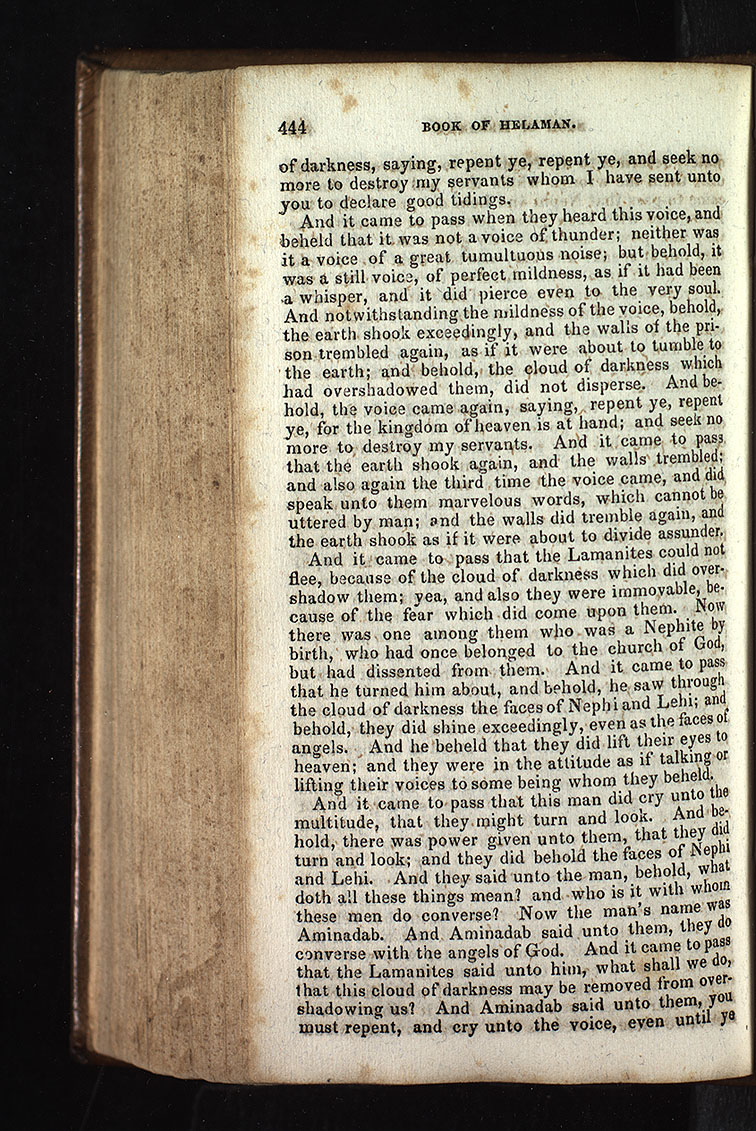 444 BOOK OF HELAMAN.
of darkness, saying, repent ye, repent ye, and seek no
more to destroy my servants whom I have sent unto
you to declare good tidings.
And it came to pass when they heard this voice, and
beheld that it was not a voice of thunder; neither was
it a voice of a great tumultuous noise; but behold, it
was a still voice, of perfect mildness, as if it had been
a whisper, and it did pierce even to the very soul.
And notwithstanding the mildness of the voice, behold,
the earth shook exceedingly, and the walls of the pri-
son trembled again, as if it were about to tumble to
the earth; and behold, the cloud of darkness which
had overshadowed them, did not disperse. And be-
hold, the voice came again, saying, repent ye, repent
ye, for the kingdom of heaven is at hand; and seek no
more to destroy my servants. And it came to pass
that the earth shook again, and the walls trembled;
and also again the third time the voice came, and did
speak unto them marvelous words, which cannot be
uttered by man; and the walls did tremble again, and
the earth shook as if it were about to divide assunder.
And it came to pass that the Lamanites could not
flee, because of the cloud of darkness which did over-
shadow them; yea, and also they were immovable, be-
cause of the fear which did come upon them. Now
there was one among them who was a Nephite by
birth, who had once belonged to the church of God,
but had dissented from them. And it came to pass
that he turned him about, and behold, he saw through
the cloud of darkness the faces of Nephi and Lehi; and
behold, they did shine exceedingly, even as the faces of
angels. And he beheld that they did lift their eyes to
heaven; and they were in the attitude as if talking or
lifting their voices to some being whom they beheld.
And it came to pass that this man did cry unto the
multitude, that they might turn and look. And be-
hold, there was power given unto them, that they did
turn and look; and they did behold the faces of Nephi
and Lehi. And they said unto the man, behold, what
doth all these things mean? and who is it with whom
these men do converse? Now the man's name was
Aminadab. And Aminadab said unto them, they do
converse with the angels of God. And it came to pass
that the Lamanites said unto him, what shall we do,
that this cloud of darkness may be removed from over-
shadowing us? And Aminadab said unto them, you
must repent, and cry unto the voice, even until ye